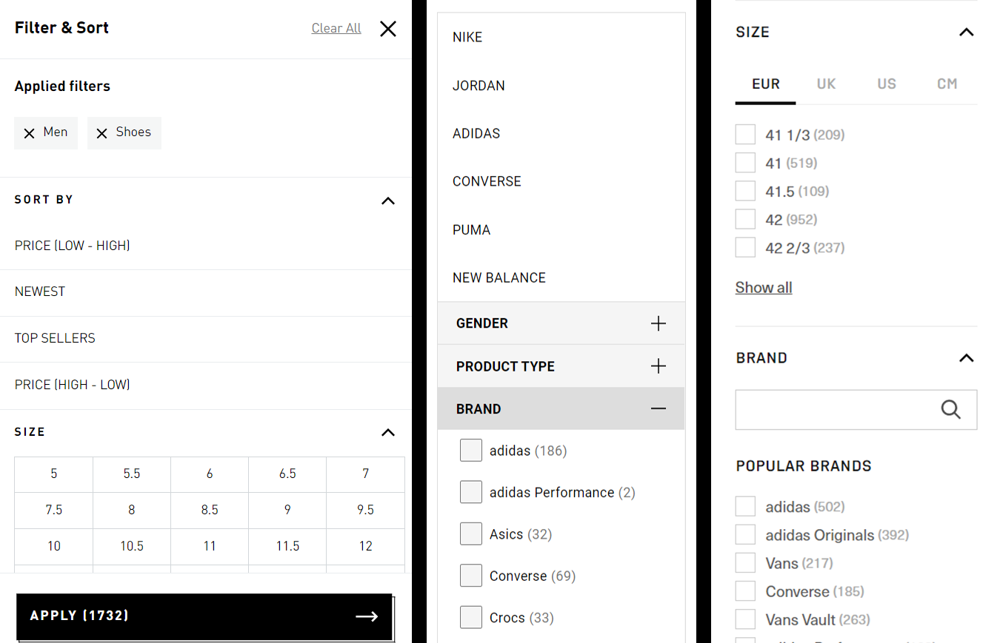 Filter & Sort
Clear All
Applied filters
Men
Shoes
SORT BY
PRICE (LOW - HIGH)
NEWEST
TOP SELLERS
PRICE (HIGH - LOW)
SIZE
5 5.5 6 6.5 7
7.5 8 8.5 9 9.5
10 10.5 11 11.5 12
APPLY (1732)
NIKE
JORDAN
ADIDAS
CONVERSE
PUMA
NEW BALANCE
GENDER
PRODUCT TYPE
BRAND
adidas (186)
adidas Performance (2)
Asics (32)
Converse (69)
Crocs (33)
SIZE
EUR UK US CM
41 1/3 (209)
41 (519)
41.5 (109)
42 (952)
42 2/3 (237)
Show all
BRAND
POPULAR BRANDS
adidas (502)
adidas Originals (392)
Vans (217)
Converse (185)
Vans Vault (263)